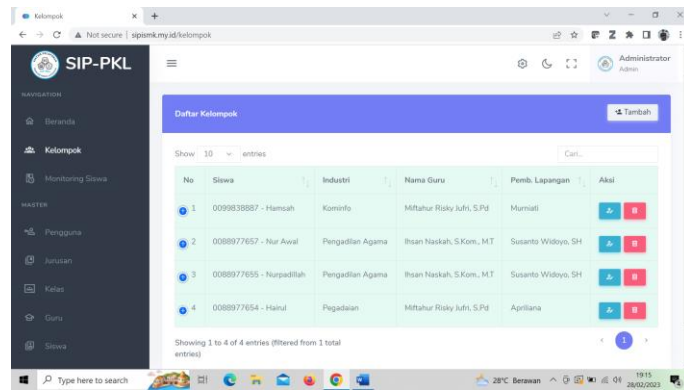 Kelompok
Not secure | sipismk.my.id/kelompok
SIP-PKL
Administrator
Admin
NAVIGATION
Beranda
Kelompok
Monitoring Siswa
MASTER
Pengguna
Jurusan
Kelas
Guru
Siswa
Daftar Kelompok
Tambah
Show 10 entries
Cari...
No Siswa Industri Nama Guru Pemb. Lapangan Aksi
1 0099838887 - Hamsah Kominfo Miftahur Risky Jufri, S.Pd Murniati
2 0088977657 - Nur Awal Pengadilan Agama Ihsan Naskah, S.Kom., M.T Susanto Widoyo, SH
3 0088977655 - Nurpadillah Pengadilan Agama Ihsan Naskah, S.Kom., M.T Susanto Widoyo, SH
4 0088977654 - Hairul Pegadaian Miftahur Risky Jufri, S.Pd Apriliana
Showing 1 to 4 of 4 entries (filtered from 1 total
entries)
1
Type here to search
28°C Berawan
19:15
28/02/2023